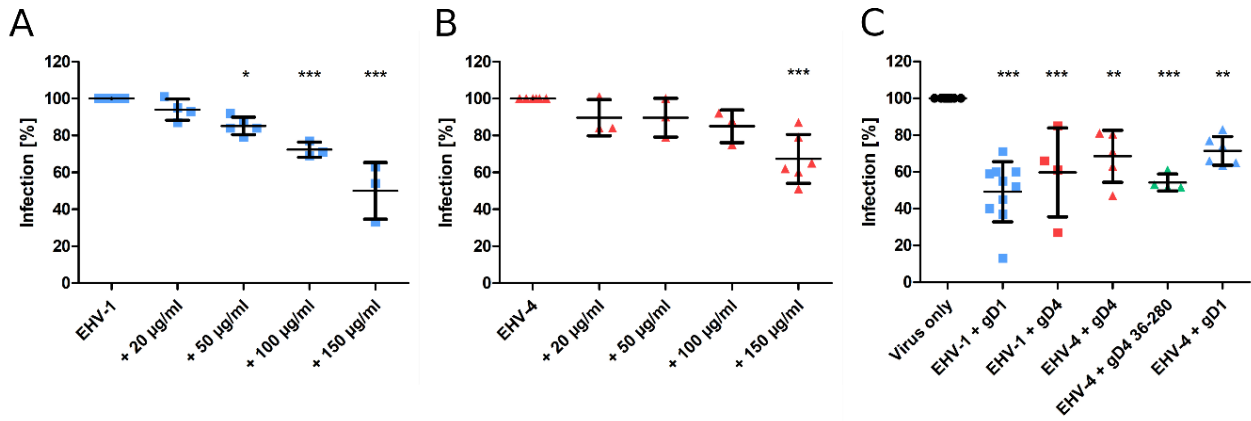 A
Infection [%]
120
100
80
60
40
20
0
* *** ***
EHV-1
+ 20 µg/ml
+ 50 µg/ml
+ 100 µg/ml
+ 150 µg/ml
B
Infection [%]
120
100
80
60
40
20
0
***
EHV-4
+ 20 µg/ml
+ 50 µg/ml
+ 100 µg/ml
+ 150 µg/ml
C
Infection [%]
120
100
80
60
40
20
0
*** *** ** *** **
Virus only
EHV-1 + gD1
EHV-1 + gD4
EHV-4 + gD4
EHV-4 + gD4 36-280
EHV-4 + gD1